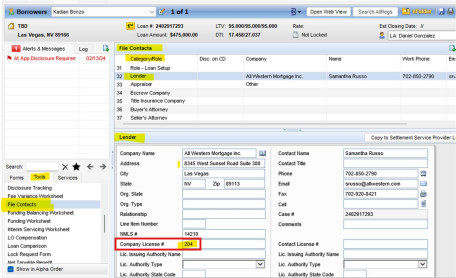 Borrowers Kadian Bonzo 1 of 1 Open Web View Search AllRegs
TBD
Las Vegas, NV 89166
1st Loan #: 2402917293 LTV: 95.000/95.000/95.000 Rate: Est Closing Date: //
Loan Amount: $475,000.00 DTI: 17.458/27.037 Not Locked LA: Daniel Gonzalez
Alerts & Messages Log
At App Disclosure Requirer 02/13/24
File Contacts
Category/Role Disc. on CD Company Name Work Phone Em
31 Role - Loan Setup
32 Lender All Western Mortgage Inc. Samantha Russo 702-850-2790 sru
33 Appraiser Other
34 Escrow Company
35 Title Insurance Company
36 Buyer's Attorney
37 Seller's Attorney
Lender Copy to Settlement Service Provider L
Company Name All Western Mortgage Inc. Contact Name Samantha Russo
Address 8345 West Sunset Road Suite 380 Contact Title
City Las Vegas Phone 702-850-2790
State NV Zip 89113 Email srusso@allwestern.com
Org. State Fax 702-920-8421
Org. Type Cell
Relationship Case # 2402917293
Line Item Number Comments
NMLS # 14210
Company License # 204 Contact License #
Lic. Issuing Authority Name Lic. Issuing Authority Name
Lic. Authority Type Lic. Authority Type
Lic. Authority State Code Lic. Authority State Code
Search:
Forms Tools Services
Disclosure Tracking
Fee Variance Worksheet
File Contacts
Funding Balancing Worksheet
Funding Worksheet
Interim Servicing Worksheet
LO Compensation
Loan Comparison
Lock Request Form
Net Tangible Benefit
Show in Alpha Order